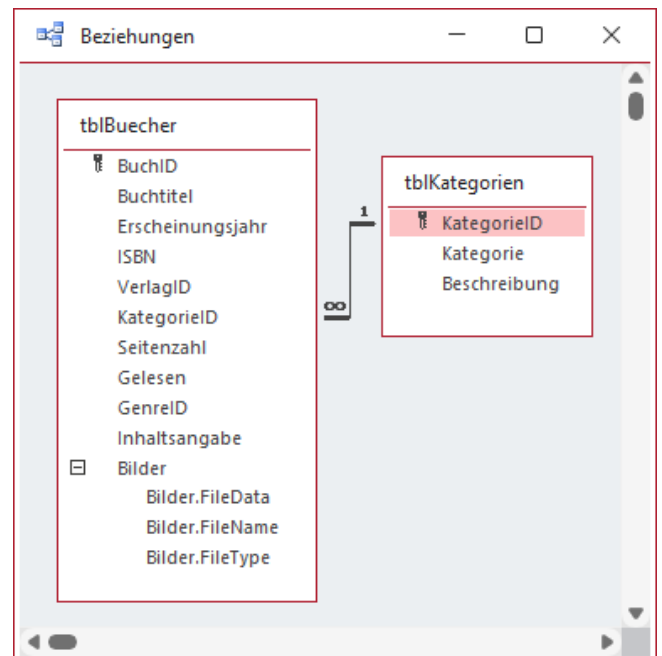 Beziehungen
tblBuecher
BuchID
Buchtitel
Erscheinungsjahr
ISBN
VerlagID
KategorieID
Seitenzahl
Gelesen
GenreID
Inhaltsangabe
Bilder
Bilder.FileData
Bilder.FileName
Bilder.FileType
1
∞
tblKategorien
KategorieID
Kategorie
Beschreibung